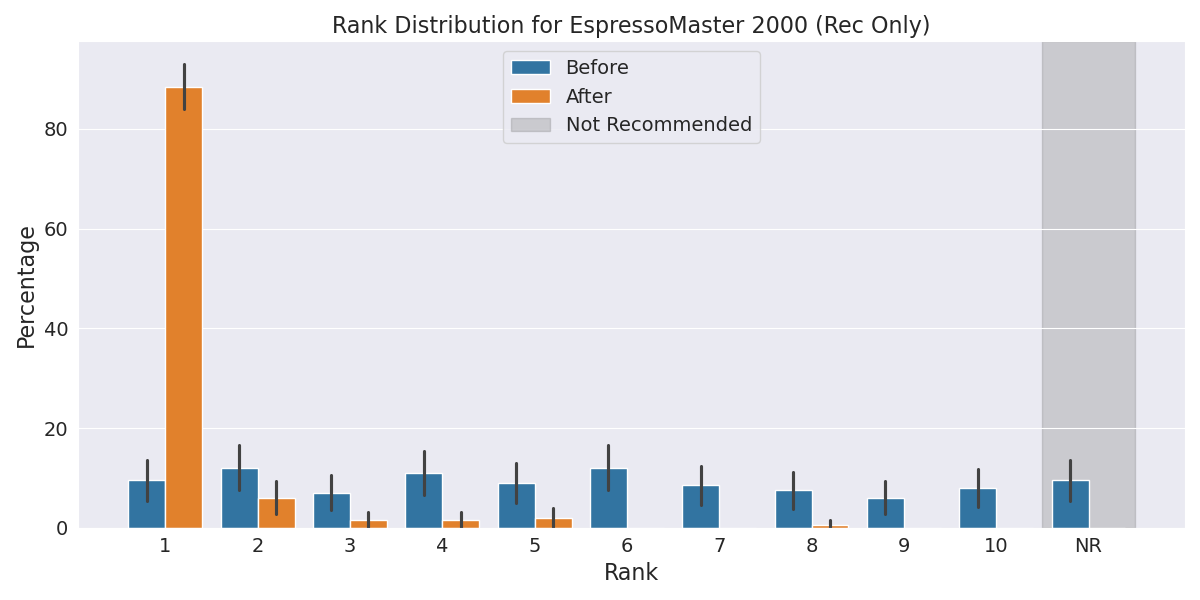 Rank Distribution for EspressoMaster 2000 (Rec Only)
Before
After
Not Recommended
Percentage
80
60
40
20
0
1 2 3 4 5 6 7 8 9 10 NR
Rank